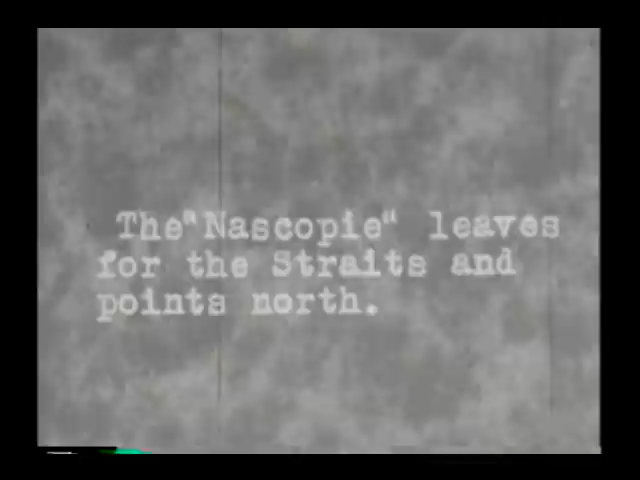 The"Nascopie" leaves
for the Straits and
points north.